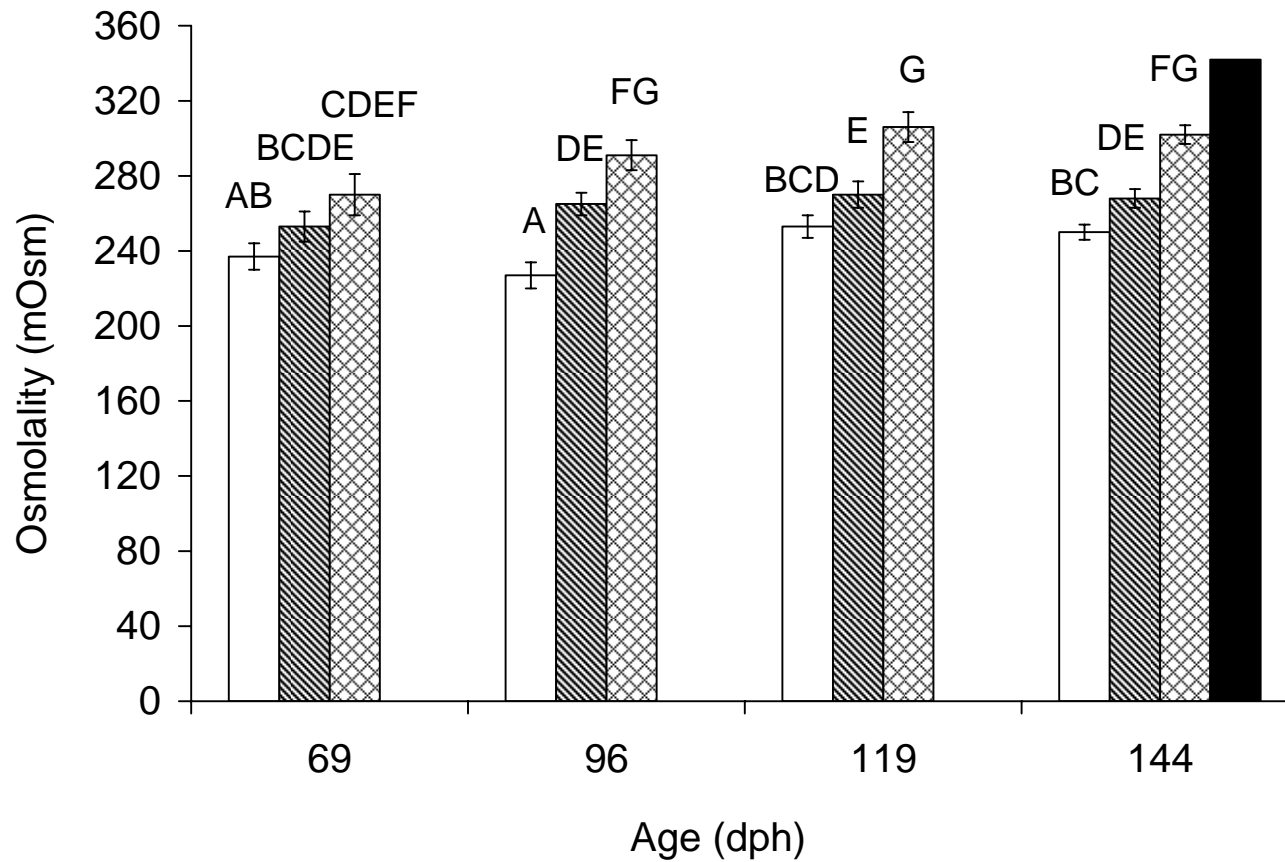 360
320
280
240
200
160
120
80
40
0
Osmolality (mOsm)
AB
BCDE
CDEF
A
DE
FG
BCD
E
G
BC
DE
FG
69 96 119 144
Age (dph)